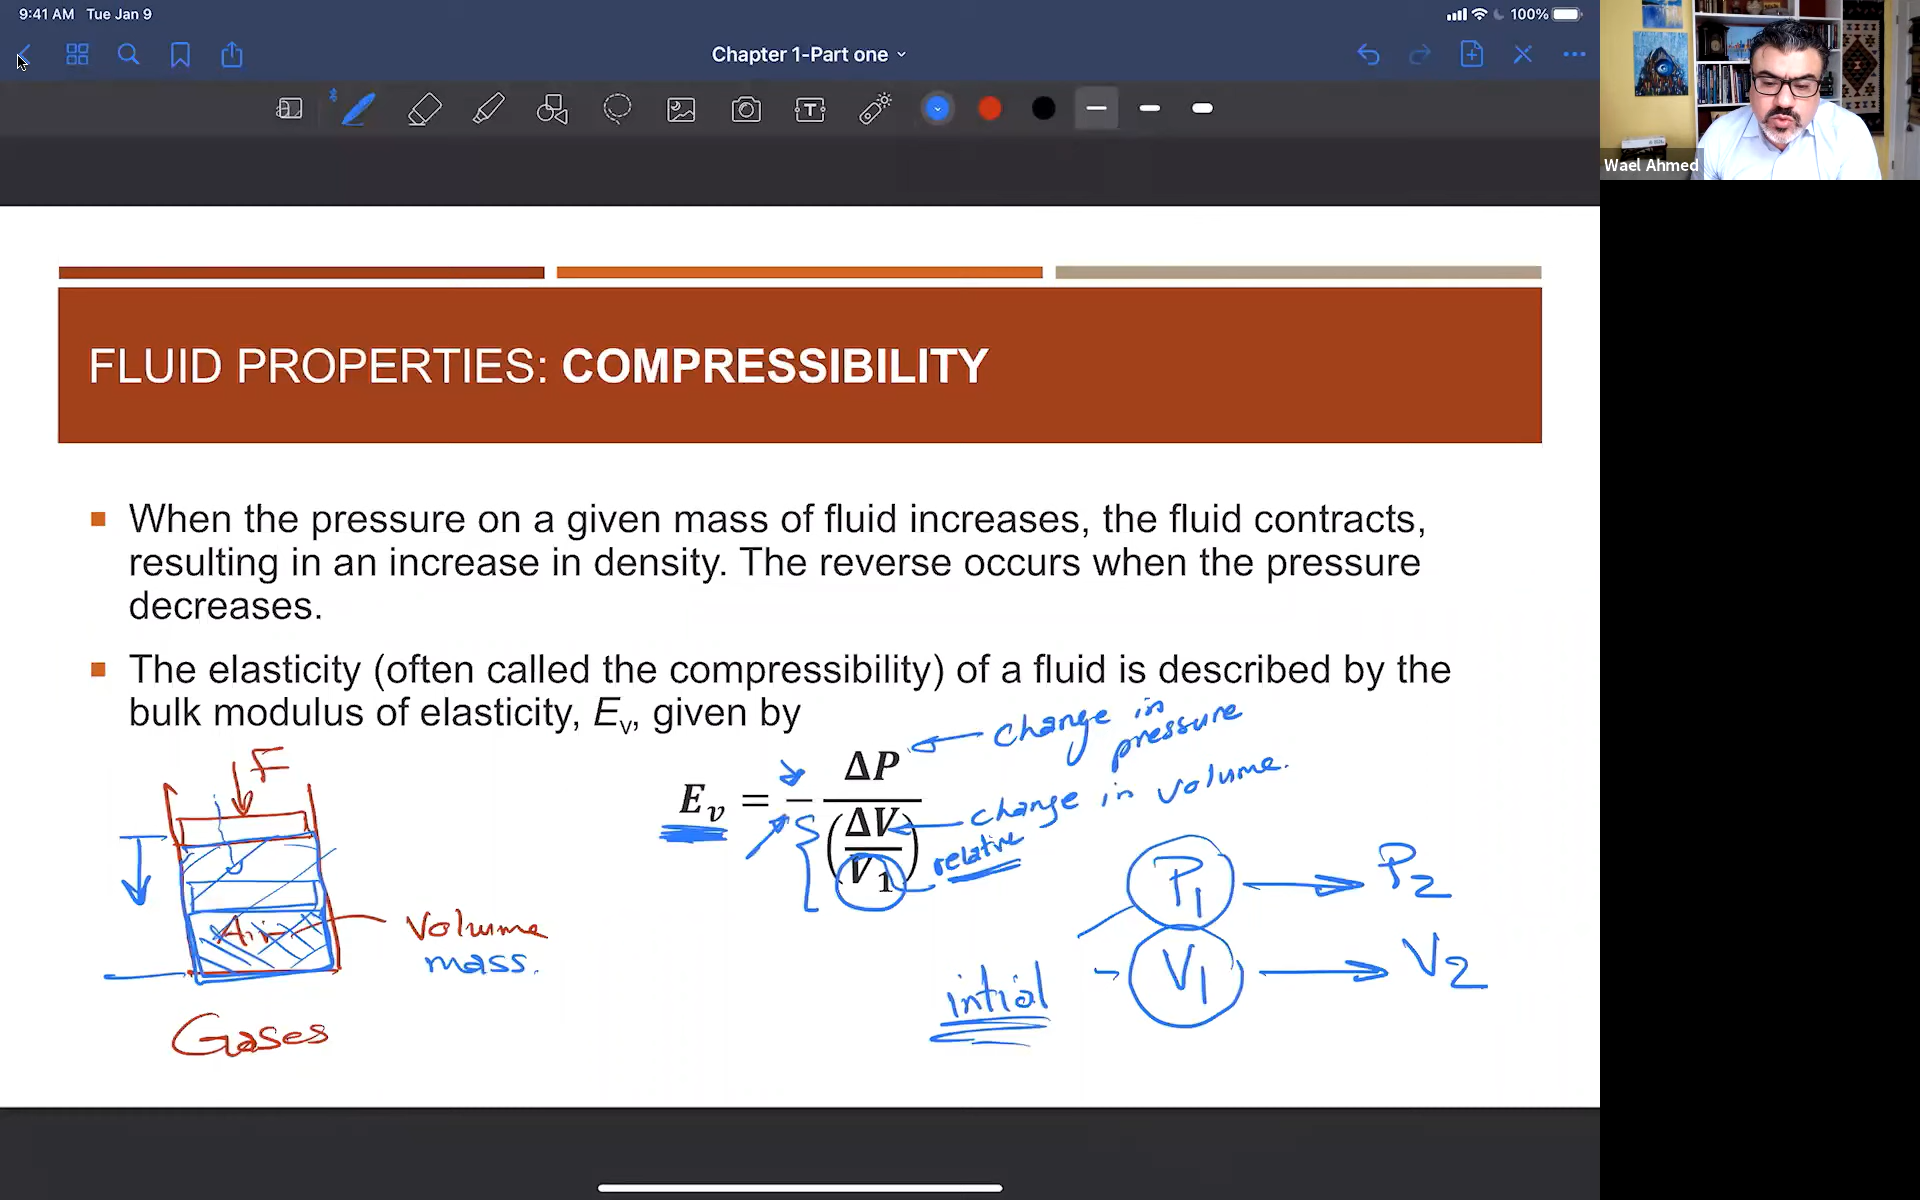 9:41 AM Tue Jan 9
100%
Chapter 1-Part one
T
Wael Ahmed
FLUID PROPERTIES: COMPRESSIBILITY
When the pressure on a given mass of fluid increases, the fluid contracts,
resulting in an increase in density. The reverse occurs when the pressure
decreases.
The elasticity (often called the compressibility) of a fluid is described by the
bulk modulus of elasticity, Ev, given by
change in
pressure
F
Ev = − ΔP / (ΔV / V1)
change in volume.
relative
P1 → P2
Air
Volume
mass.
V1 → V2
intial
Gases